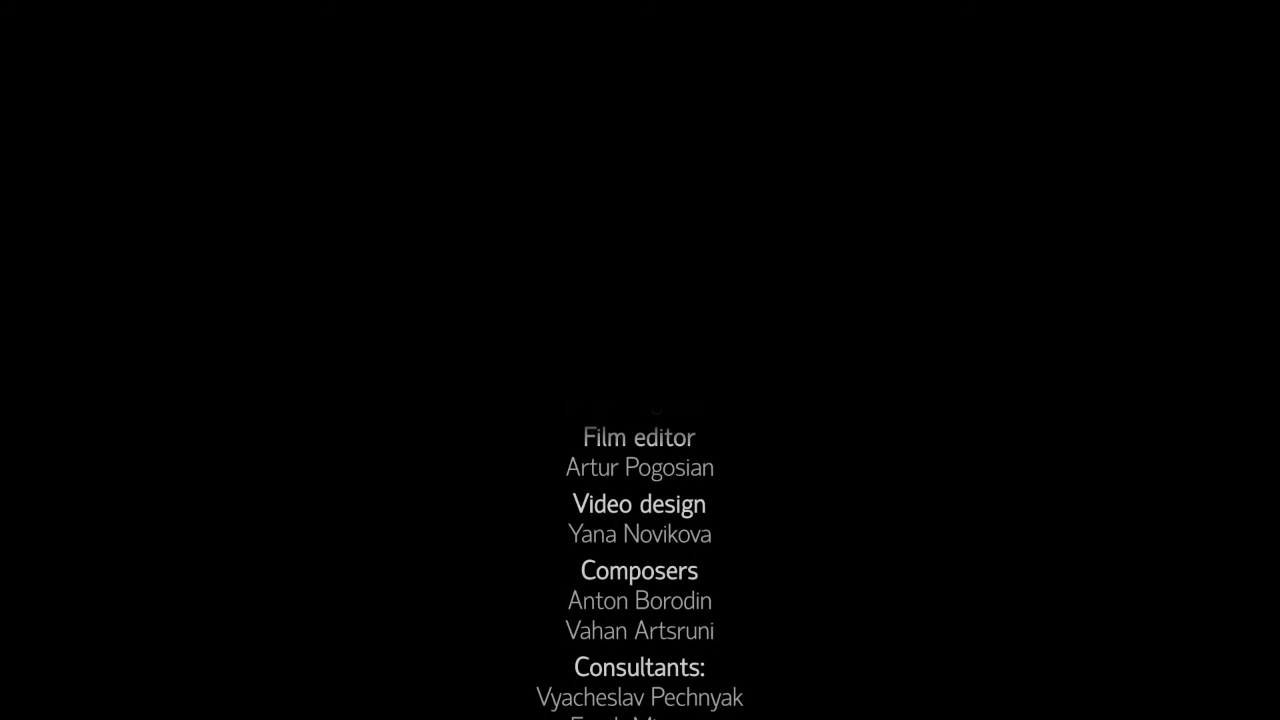 Film editor
Artur Pogosian
Video design
Yana Novikova
Composers
Anton Borodin
Vahan Artsruni
Consultants:
Vyacheslav Pechnyak